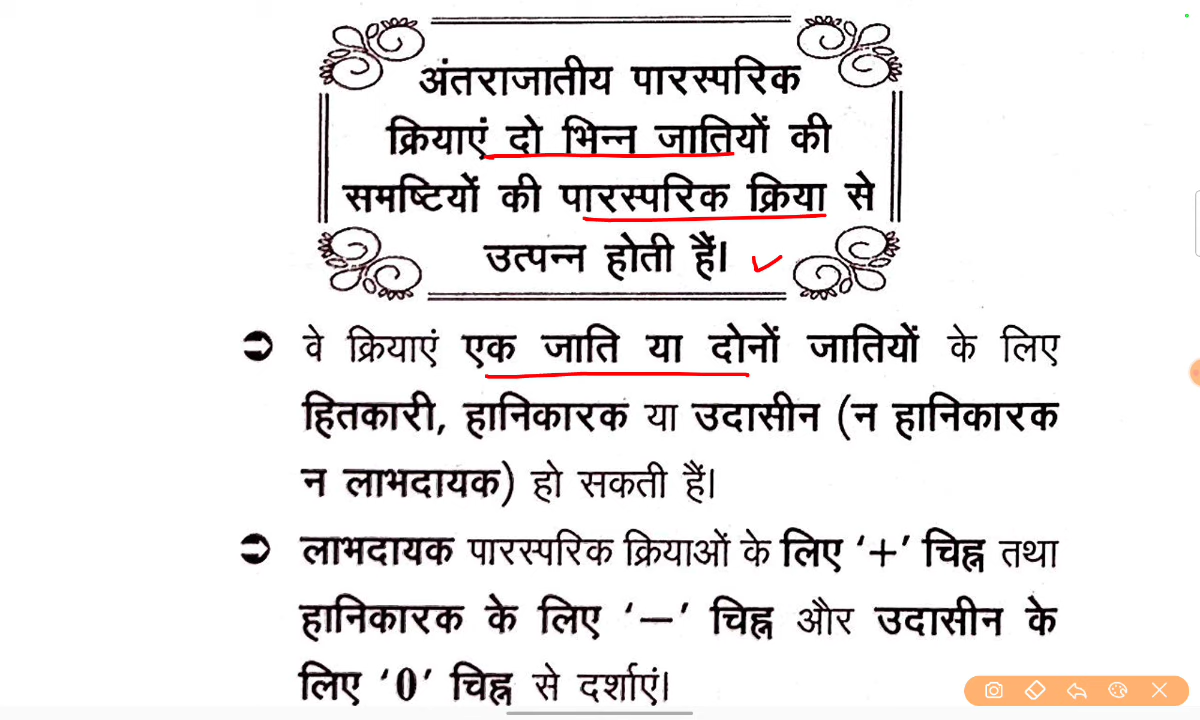 अंतराजातीय पारस्परिक
क्रियाएं दो भिन्न जातियों की
समष्टियों की पारस्परिक क्रिया से
उत्पन्न होती हैं।
वे क्रियाएं एक जाति या दोनों जातियों के लिए
हितकारी, हानिकारक या उदासीन (न हानिकारक
न लाभदायक) हो सकती हैं।
लाभदायक पारस्परिक क्रियाओं के लिए ‘+’ चिह्न तथा
हानिकारक के लिए ‘–’ चिह्न और उदासीन के
लिए ‘0’ चिह्न से दर्शाएं।